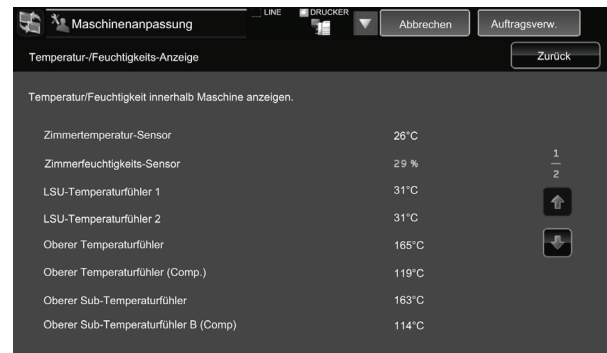 LINE DRUCKER
Maschinenanpassung Abbrechen Auftragsverw.
Temperatur-/Feuchtigkeits-Anzeige Zurück
Temperatur/Feuchtigkeit innerhalb Maschine anzeigen.
Zimmertemperatur-Sensor 26°C
Zimmerfeuchtigkeits-Sensor 29 %
1
2
LSU-Temperaturfühler 1 31°C
LSU-Temperaturfühler 2 31°C
Oberer Temperaturfühler 165°C
Oberer Temperaturfühler (Comp.) 119°C
Oberer Sub-Temperaturfühler 163°C
Oberer Sub-Temperaturfühler B (Comp) 114°C